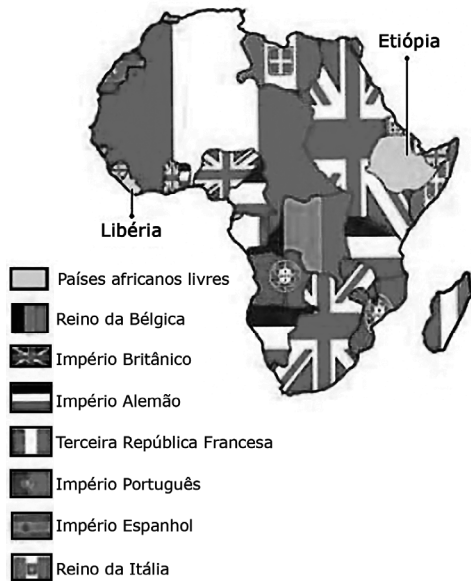 Etiópia
Libéria
Países africanos livres
Reino da Bélgica
Império Britânico
Império Alemão
Terceira República Francesa
Império Português
Império Espanhol
Reino da Itália